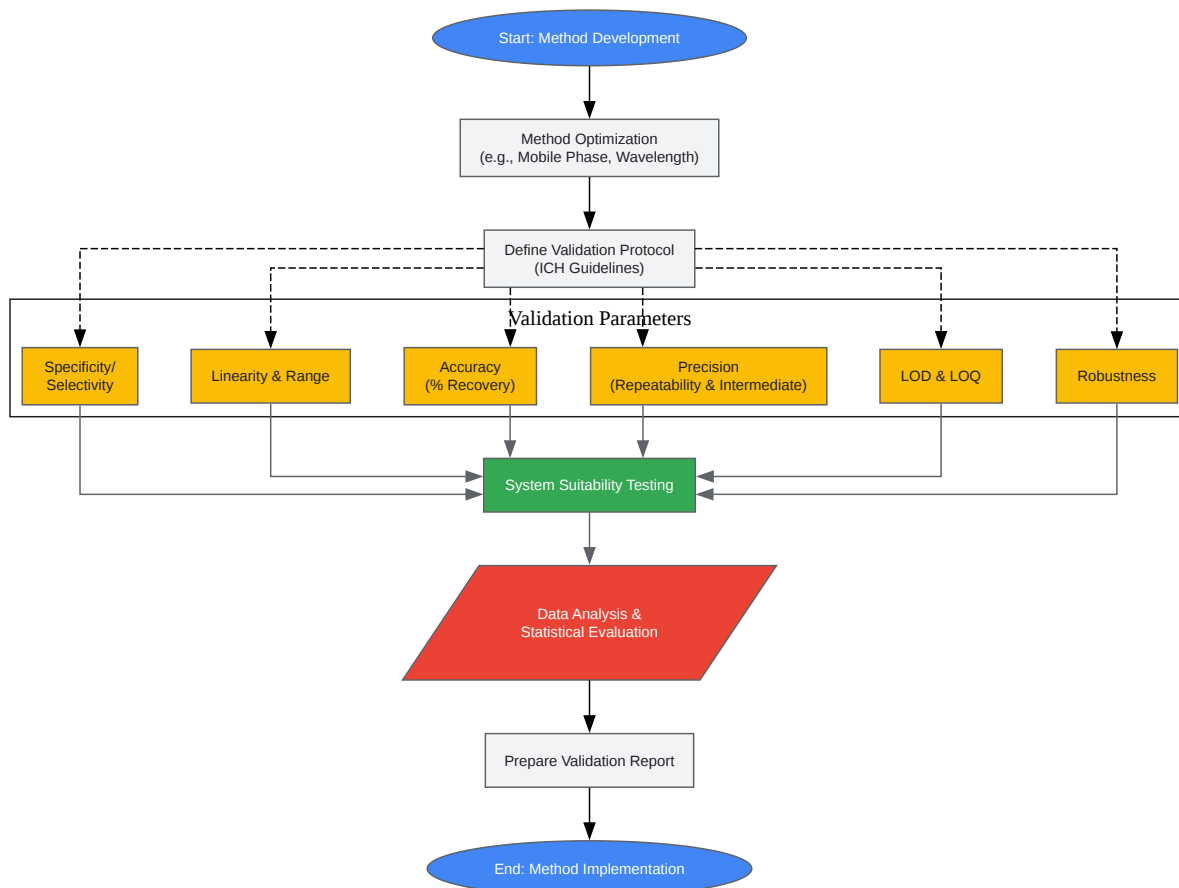 Start: Method Development
Method Optimization
(e.g., Mobile Phase, Wavelength)
Define Validation Protocol
(ICH Guidelines)
Validation Parameters
Specificity/
Selectivity
Linearity & Range
Accuracy
(% Recovery)
Precision
(Repeatability & Intermediate)
LOD & LOQ
Robustness
System Suitability Testing
Data Analysis &
Statistical Evaluation
Prepare Validation Report
End: Method Implementation